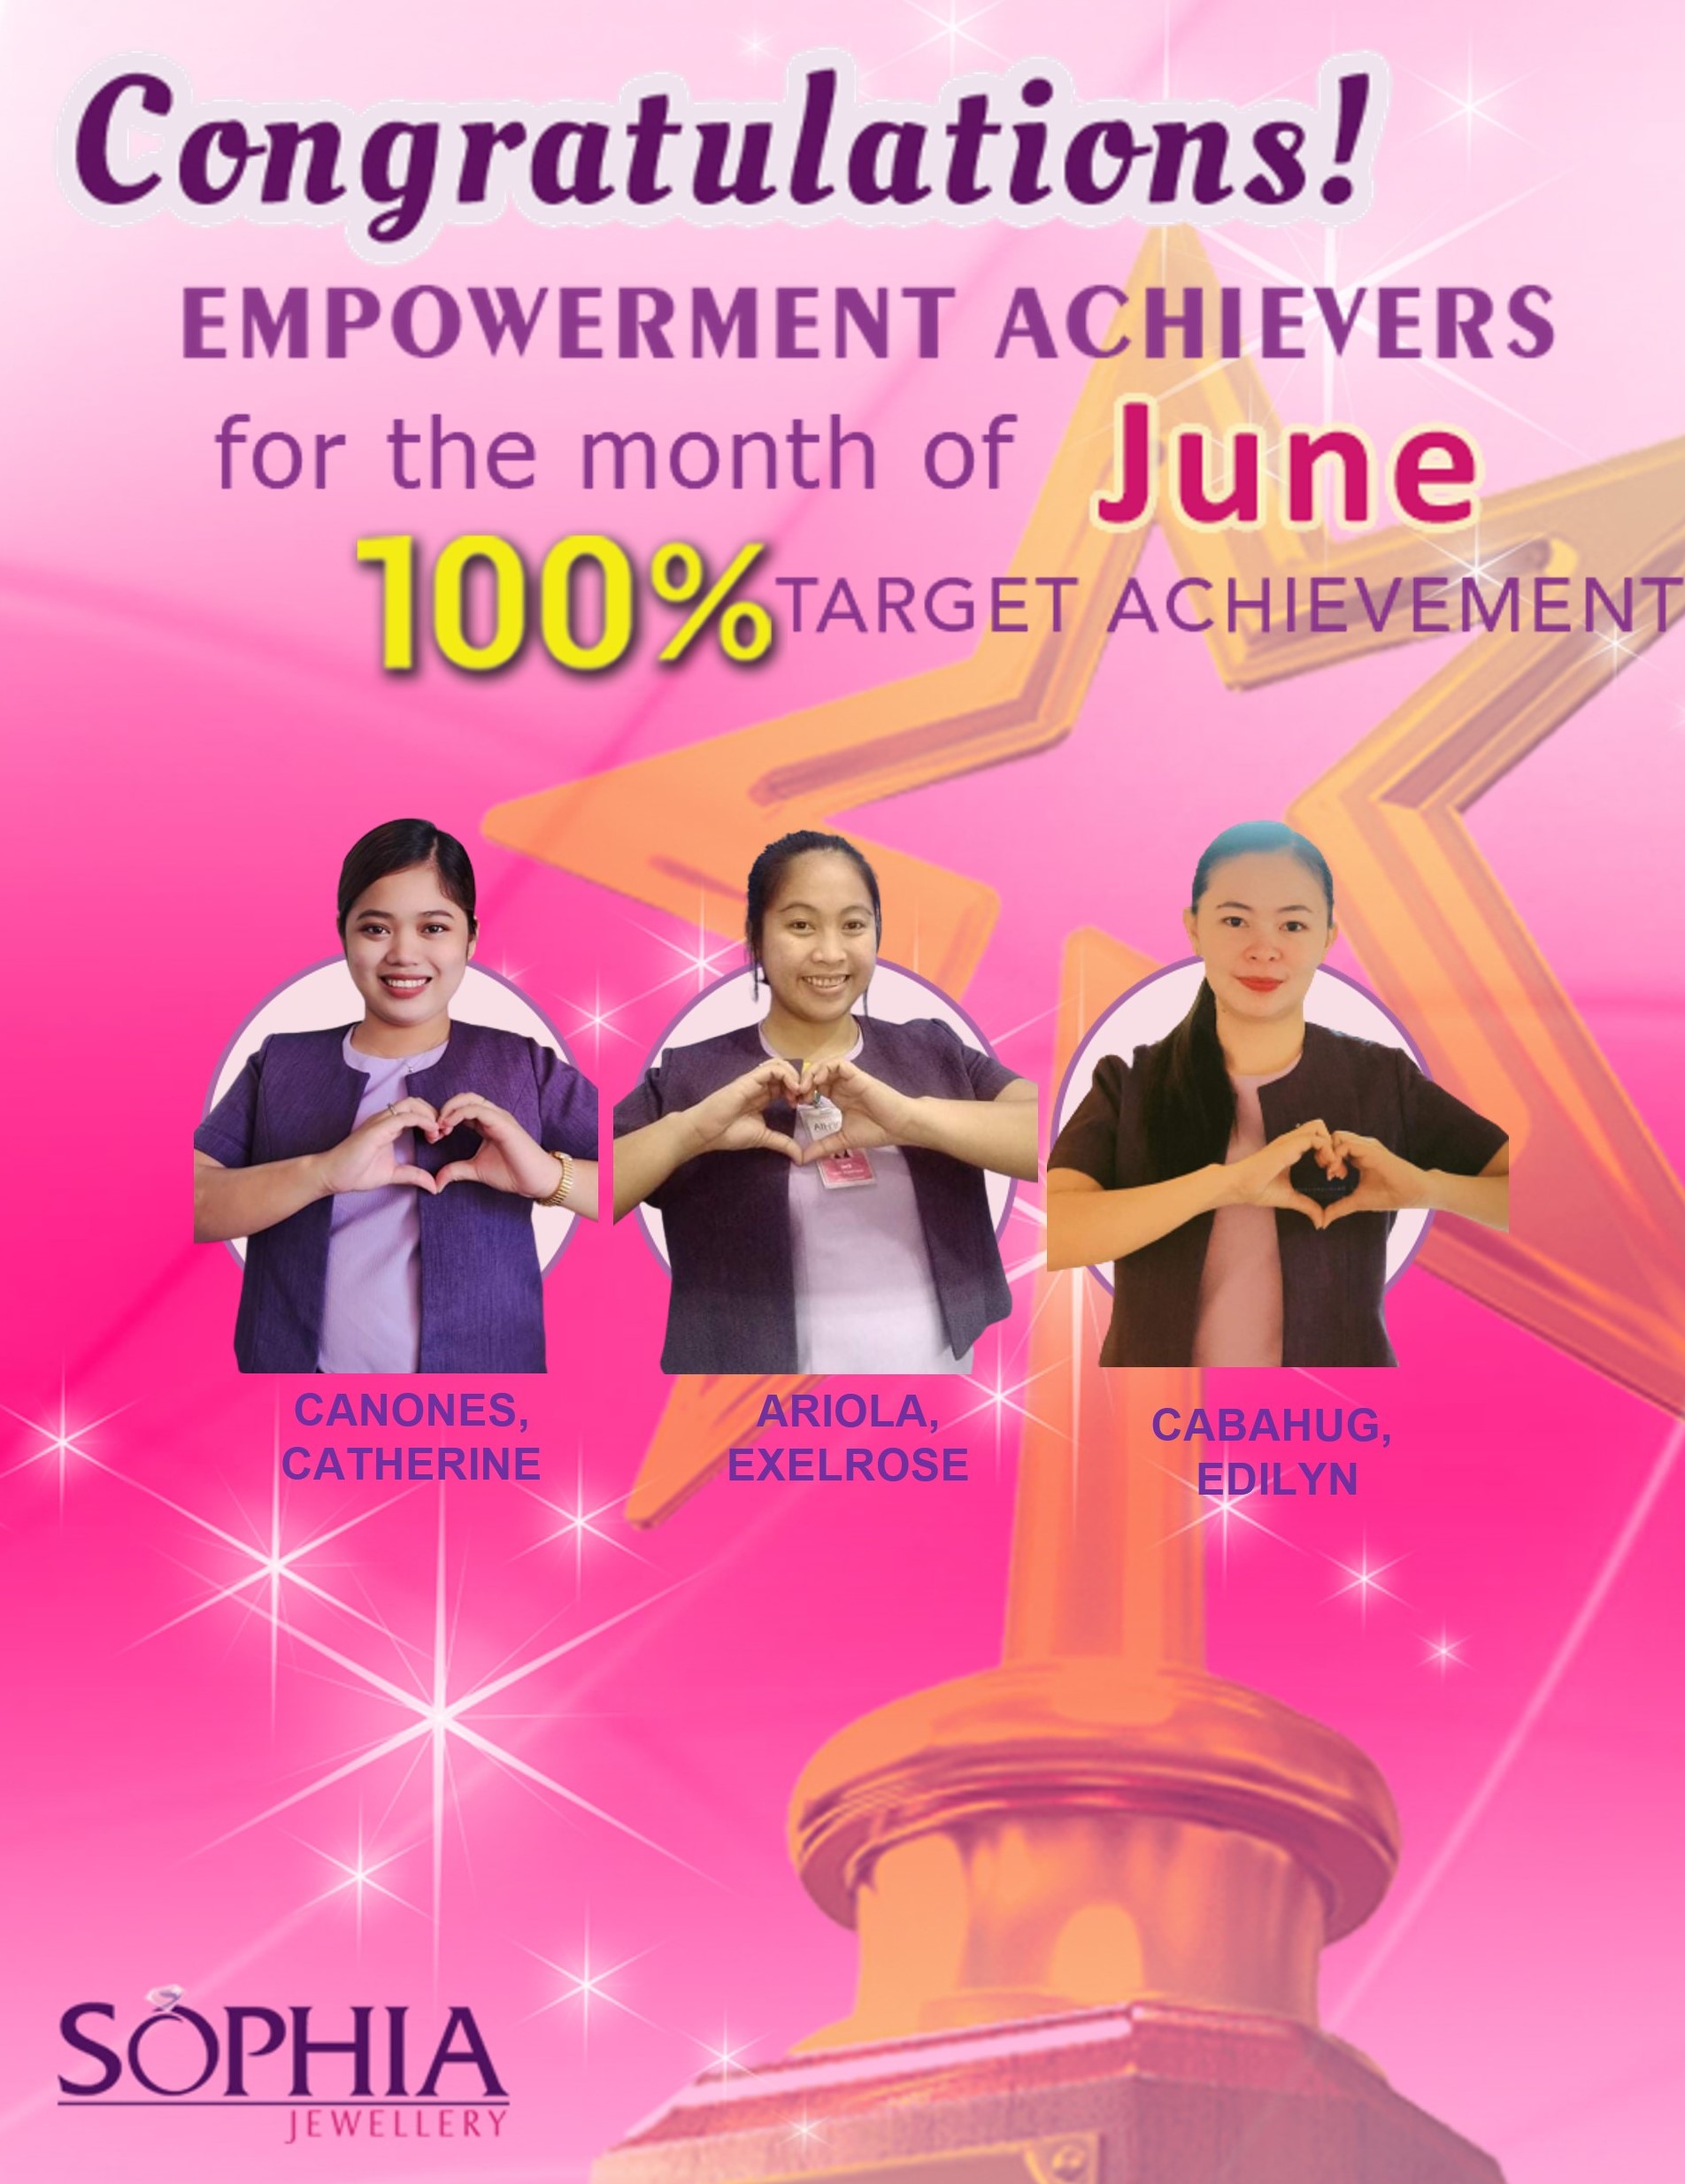 Congratulations!
EMPOWERMENT ACHIEVERS
for the month of June
100% TARGET ACHIEVEMENT
CANONES,
CATHERINE
ARIOLA,
EXELROSE
CABAHUG,
EDILYN
SOPHIA
JEWELLERY